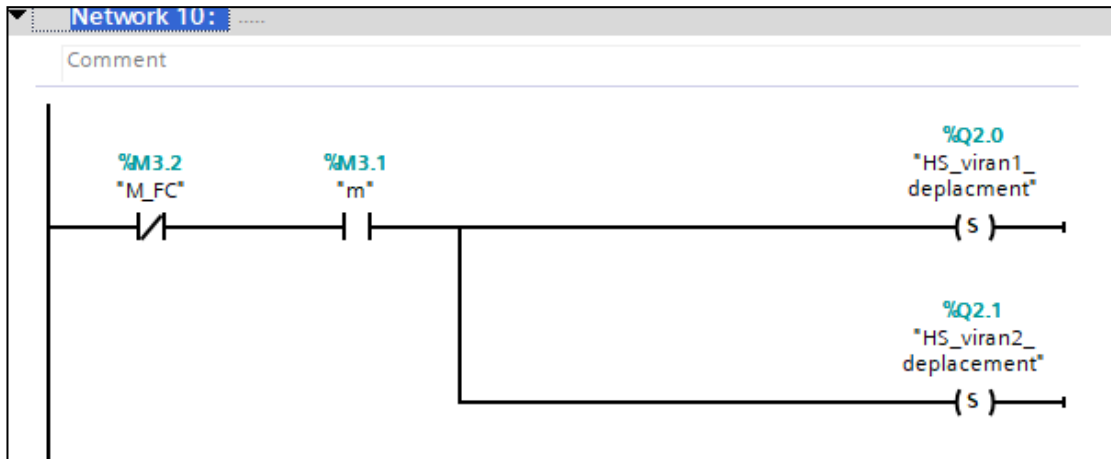 Network 10: .....
Comment
%M3.2
"M_FC"
%M3.1
"m"
%Q2.0
"HS_viran1_
deplacment"
( S )
%Q2.1
"HS_viran2_
deplacement"
( S )